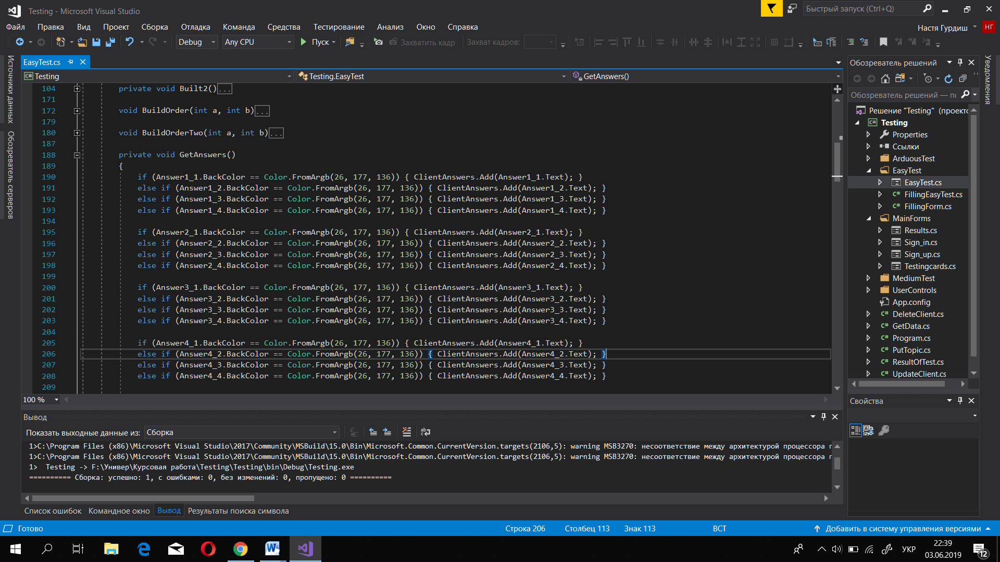 Testing - Microsoft Visual Studio
Быстрый запуск (Ctrl+Q)
Файл Правка Вид Проект Сборка Отладка Команда Средства Тестирование Анализ Окно Справка
Настя Гурдиш НГ
Debug Any CPU Пуск Захватить кадр Захват кадров:
Источники данных
Обозреватель серверов
EasyTest.cs
Testing Testing.EasyTest GetAnswers()
104 private void Built2()...
171
172 void BuildOrder(int a, int b)...
179
180 void BuildOrderTwo(int a, int b)...
187
188 private void GetAnswers()
189 {
190 if (Answer1_1.BackColor == Color.FromArgb(26, 177, 136)) { ClientAnswers.Add(Answer1_1.Text); }
191 else if (Answer1_2.BackColor == Color.FromArgb(26, 177, 136)) { ClientAnswers.Add(Answer1_2.Text); }
192 else if (Answer1_3.BackColor == Color.FromArgb(26, 177, 136)) { ClientAnswers.Add(Answer1_3.Text); }
193 else if (Answer1_4.BackColor == Color.FromArgb(26, 177, 136)) { ClientAnswers.Add(Answer1_4.Text); }
194
195 if (Answer2_1.BackColor == Color.FromArgb(26, 177, 136)) { ClientAnswers.Add(Answer2_1.Text); }
196 else if (Answer2_2.BackColor == Color.FromArgb(26, 177, 136)) { ClientAnswers.Add(Answer2_2.Text); }
197 else if (Answer2_3.BackColor == Color.FromArgb(26, 177, 136)) { ClientAnswers.Add(Answer2_3.Text); }
198 else if (Answer2_4.BackColor == Color.FromArgb(26, 177, 136)) { ClientAnswers.Add(Answer2_4.Text); }
199
200 if (Answer3_1.BackColor == Color.FromArgb(26, 177, 136)) { ClientAnswers.Add(Answer3_1.Text); }
201 else if (Answer3_2.BackColor == Color.FromArgb(26, 177, 136)) { ClientAnswers.Add(Answer3_2.Text); }
202 else if (Answer3_3.BackColor == Color.FromArgb(26, 177, 136)) { ClientAnswers.Add(Answer3_3.Text); }
203 else if (Answer3_4.BackColor == Color.FromArgb(26, 177, 136)) { ClientAnswers.Add(Answer3_4.Text); }
204
205 if (Answer4_1.BackColor == Color.FromArgb(26, 177, 136)) { ClientAnswers.Add(Answer4_1.Text); }
206 else if (Answer4_2.BackColor == Color.FromArgb(26, 177, 136)) { ClientAnswers.Add(Answer4_2.Text); }
207 else if (Answer4_3.BackColor == Color.FromArgb(26, 177, 136)) { ClientAnswers.Add(Answer4_3.Text); }
208 else if (Answer4_4.BackColor == Color.FromArgb(26, 177, 136)) { ClientAnswers.Add(Answer4_4.Text); }
209
100 %
Вывод
Показать выходные данные из: Сборка
1>C:\Program Files (x86)\Microsoft Visual Studio\2017\Community\MSBuild\15.0\Bin\Microsoft.Common.CurrentVersion.targets(2106,5): warning MSB3270: несоответствие между архитектурой процессора п
1>C:\Program Files (x86)\Microsoft Visual Studio\2017\Community\MSBuild\15.0\Bin\Microsoft.Common.CurrentVersion.targets(2106,5): warning MSB3270: несоответствие между архитектурой процессора п
1> Testing -> F:\Универ\Курсовая работа\Testing\Testing\bin\Debug\Testing.exe
========== Сборка: успешно: 1, с ошибками: 0, без изменений: 0, пропущено: 0 ==========
Список ошибок Командное окно Вывод Результаты поиска символа
Обозреватель решений
Обозреватель решений — по
Решение "Testing" (проекто
C# Testing
Properties
Ссылки
ArduousTest
EasyTest
EasyTest.cs
C# FillingEasyTest.cs
C# FillingForm.cs
MainForms
Results.cs
Sign_in.cs
Sign_up.cs
Testingcards.cs
MediumTest
UserControls
App.config
C# DeleteClient.cs
C# GetData.cs
C# Program.cs
C# PutTopic.cs
C# ResultOfTest.cs
C# UpdateClient.cs
Свойства
Уведомления
Готово Строка 206 Столбец 113 Знак 113 ВСТ Добавить в систему управления версиями
УКР 22:39
03.06.2019
12